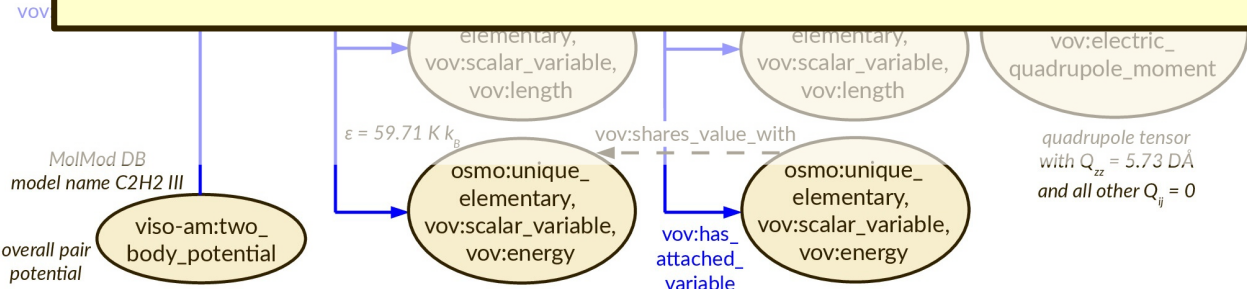 vov:
elementary,
vov:scalar_variable,
vov:length
elementary,
vov:scalar_variable,
vov:length
vov:electric_
quadrupole_moment
ε = 59.71 K k_B
vov:shares_value_with
quadrupole tensor
with Q_zz = 5.73 DÅ
and all other Q_ij = 0
MolMod DB
model name C2H2 III
viso-am:two_
body_potential
overall pair
potential
osmo:unique_
elementary,
vov:scalar_variable,
vov:energy
vov:has_
attached_
variable
osmo:unique_
elementary,
vov:scalar_variable,
vov:energy